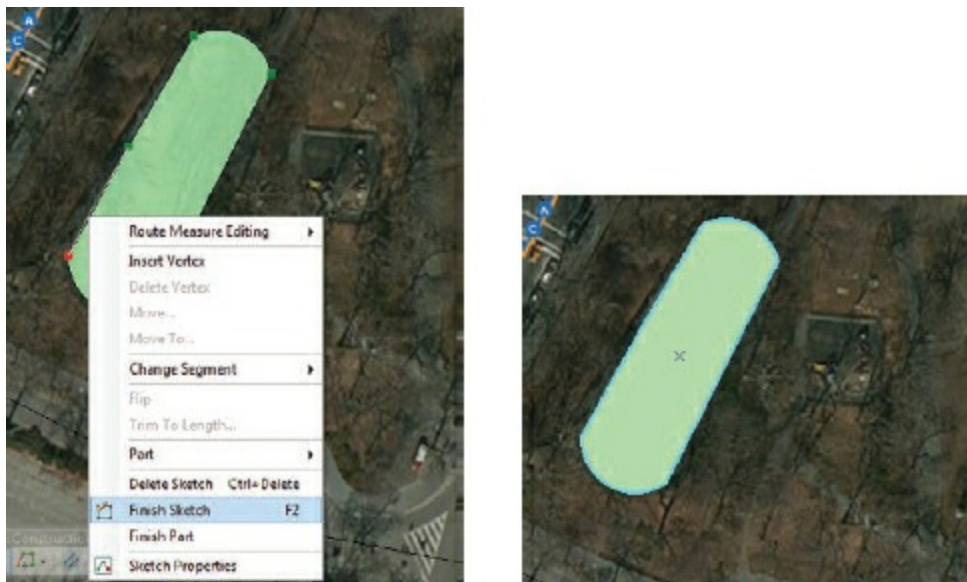 A
C
Route Measure Editing
Insert Vertex
Delete Vertex
Move...
Move To...
Change Segment
Flip
Trim To Length...
Part
Delete Sketch Ctrl+Delete
Finish Sketch F2
Finish Part
Sketch Properties
A
C